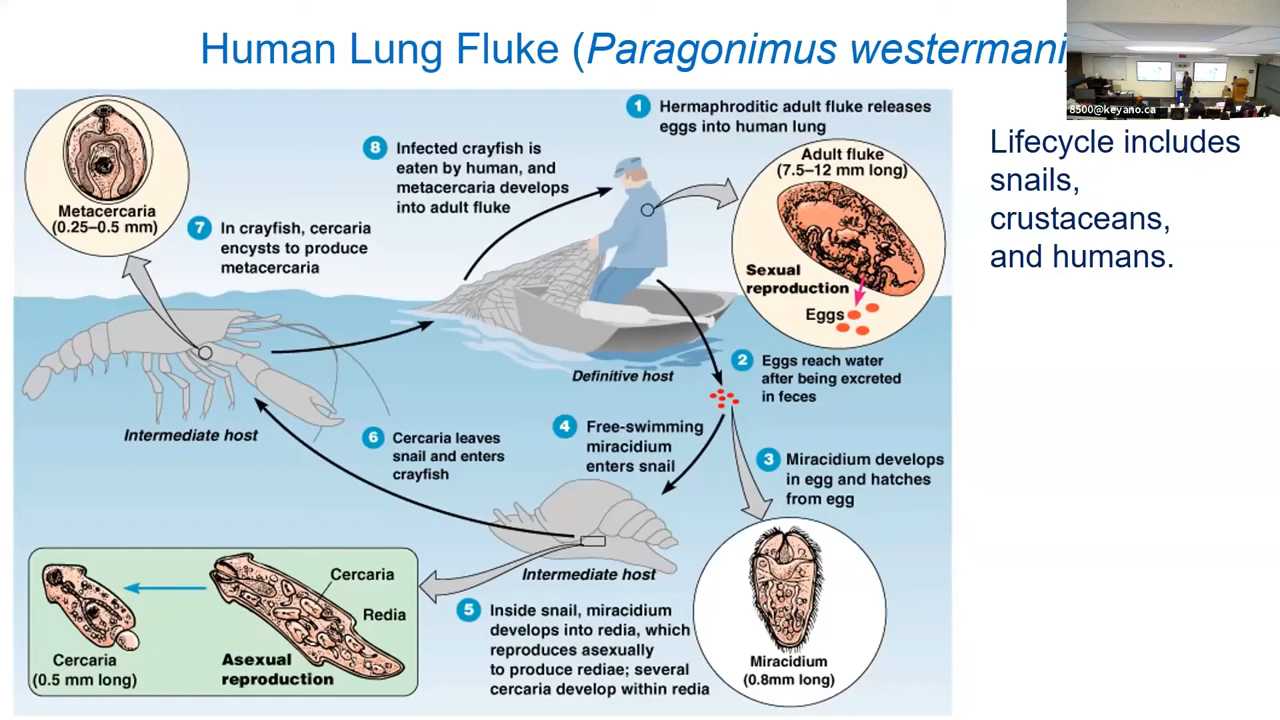 Human Lung Fluke (Paragonimus westermani
8500@keyano.ca
Lifecycle includes
snails,
crustaceans,
and humans.
1 Hermaphroditic adult fluke releases
eggs into human lung
Adult fluke
(7.5–12 mm long)
Sexual
reproduction
Eggs
2 Eggs reach water
after being excreted
in feces
3 Miracidium develops
in egg and hatches
from egg
Miracidium
(0.8mm long)
4 Free-swimming
miracidium
enters snail
Definitive host
Intermediate host
5 Inside snail, miracidium
develops into redia, which
reproduces asexually
to produce rediae; several
cercaria develop within redia
Cercaria
Redia
Asexual
reproduction
Cercaria
(0.5 mm long)
6 Cercaria leaves
snail and enters
crayfish
Intermediate host
7 In crayfish, cercaria
encysts to produce
metacercaria
Metacercaria
(0.25–0.5 mm)
8 Infected crayfish is
eaten by human, and
metacercaria develops
into adult fluke